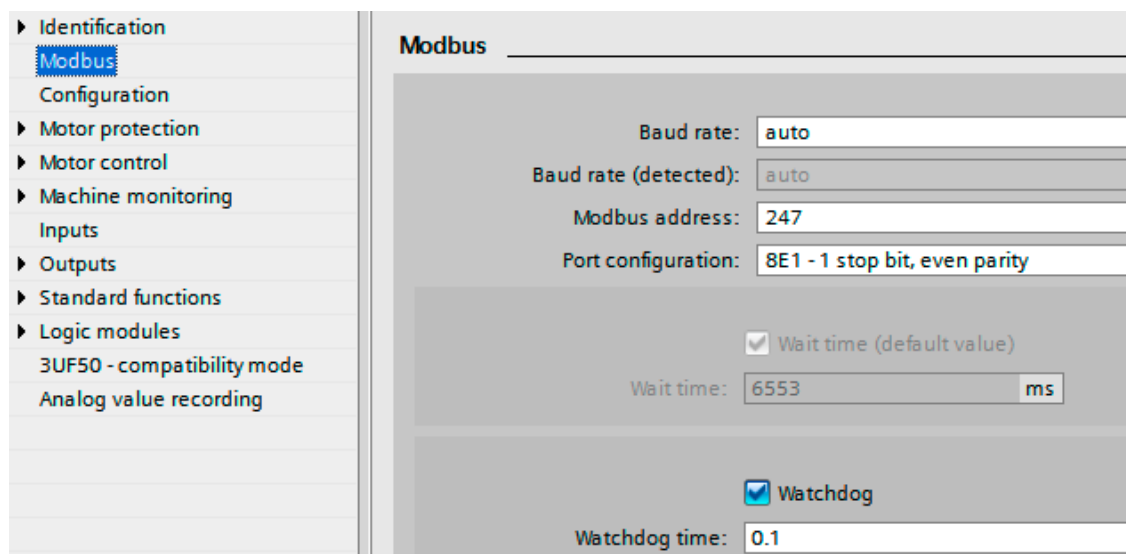 Identification
Modbus
Configuration
Motor protection
Motor control
Machine monitoring
Inputs
Outputs
Standard functions
Logic modules
3UF50 - compatibility mode
Analog value recording
Modbus
Baud rate: auto
Baud rate (detected): auto
Modbus address: 247
Port configuration: 8E1 - 1 stop bit, even parity
Wait time (default value)
Wait time: 6553 ms
Watchdog
Watchdog time: 0.1